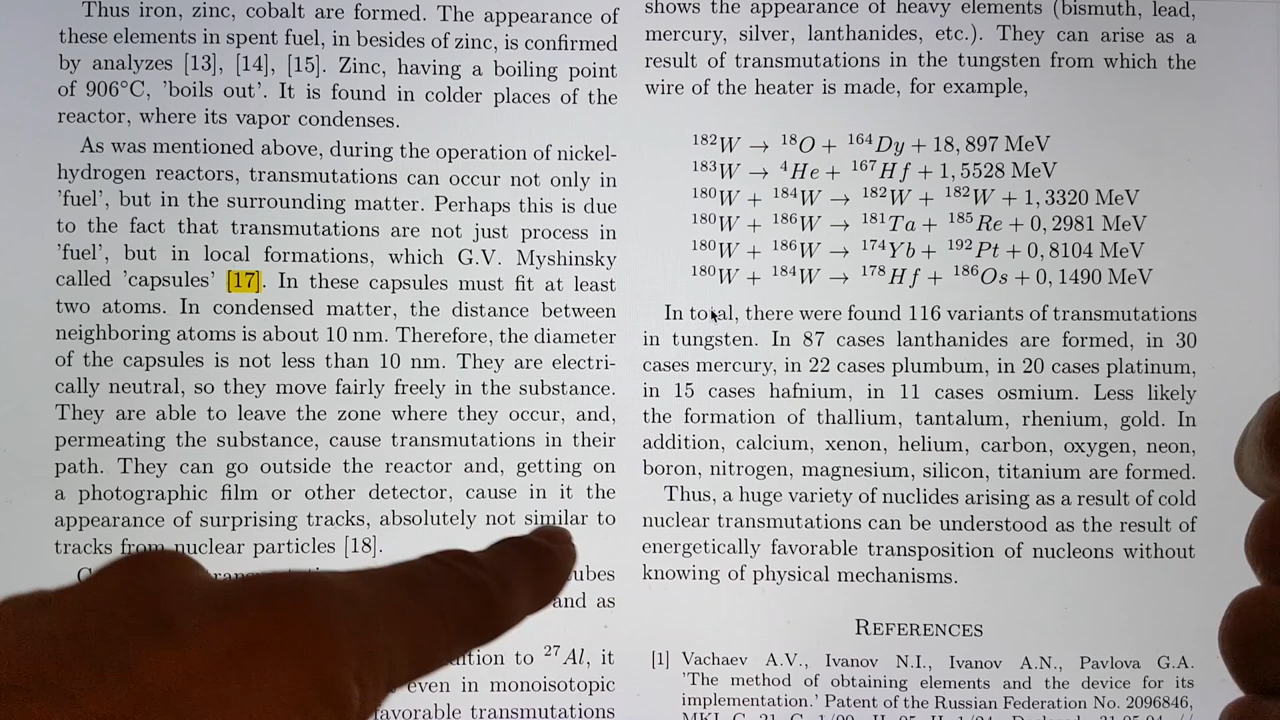 Thus iron, zinc, cobalt are formed. The appearance of
these elements in spent fuel, in besides of zinc, is confirmed
by analyzes [13], [14], [15]. Zinc, having a boiling point
of 906°C, 'boils out'. It is found in colder places of the
reactor, where its vapor condenses.
As was mentioned above, during the operation of nickel-
hydrogen reactors, transmutations can occur not only in
'fuel', but in the surrounding matter. Perhaps this is due
to the fact that transmutations are not just process in
'fuel', but in local formations, which G.V. Myshinsky
called 'capsules' [17]. In these capsules must fit at least
two atoms. In condensed matter, the distance between
neighboring atoms is about 10 nm. Therefore, the diameter
of the capsules is not less than 10 nm. They are electri-
cally neutral, so they move fairly freely in the substance.
They are able to leave the zone where they occur, and,
permeating the substance, cause transmutations in their
path. They can go outside the reactor and, getting on
a photographic film or other detector, cause in it the
appearance of surprising tracks, absolutely not similar to
tracks from nuclear particles [18].
and as
to ²⁷Al, it
even in monoisotopic
favorable transmutations
shows the appearance of heavy elements (bismuth, lead,
mercury, silver, lanthanides, etc.). They can arise as a
result of transmutations in the tungsten from which the
wire of the heater is made, for example,
¹⁸²W → ¹⁸O + ¹⁶⁴Dy + 18,897 MeV
¹⁸³W → ⁴He + ¹⁶⁷Hf + 1,5528 MeV
¹⁸⁰W + ¹⁸⁴W → ¹⁸²W + ¹⁸²W + 1,3320 MeV
¹⁸⁰W + ¹⁸⁶W → ¹⁸¹Ta + ¹⁸⁵Re + 0,2981 MeV
¹⁸⁰W + ¹⁸⁶W → ¹⁷⁴Yb + ¹⁹²Pt + 0,8104 MeV
¹⁸⁰W + ¹⁸⁴W → ¹⁷⁸Hf + ¹⁸⁶Os + 0,1490 MeV
In total, there were found 116 variants of transmutations
in tungsten. In 87 cases lanthanides are formed, in 30
cases mercury, in 22 cases plumbum, in 20 cases platinum,
in 15 cases hafnium, in 11 cases osmium. Less likely
the formation of thallium, tantalum, rhenium, gold. In
addition, calcium, xenon, helium, carbon, oxygen, neon,
boron, nitrogen, magnesium, silicon, titanium are formed.
Thus, a huge variety of nuclides arising as a result of cold
nuclear transmutations can be understood as the result of
energetically favorable transposition of nucleons without
knowing of physical mechanisms.
REFERENCES
[1] Vachaev A.V., Ivanov N.I., Ivanov A.N., Pavlova G.A.
'The method of obtaining elements and the device for its
implementation.' Patent of the Russian Federation No. 2096846,